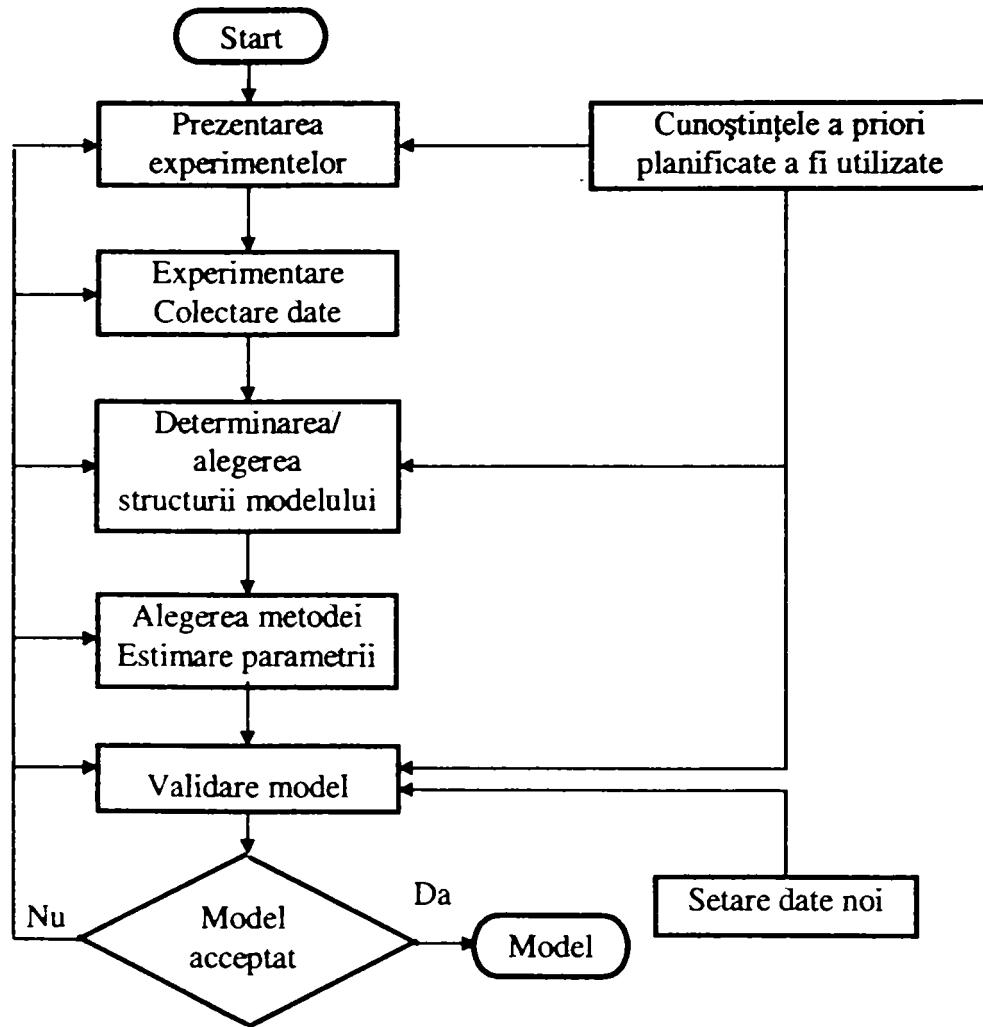 Start
Prezentarea
experimentelor
Cunoştinţele a priori
planificate a fi utilizate
Experimentare
Colectare date
Determinarea/
alegerea
structurii modelului
Alegerea metodei
Estimare parametrii
Validare model
Setare date noi
Nu
Model
acceptat
Da
Model